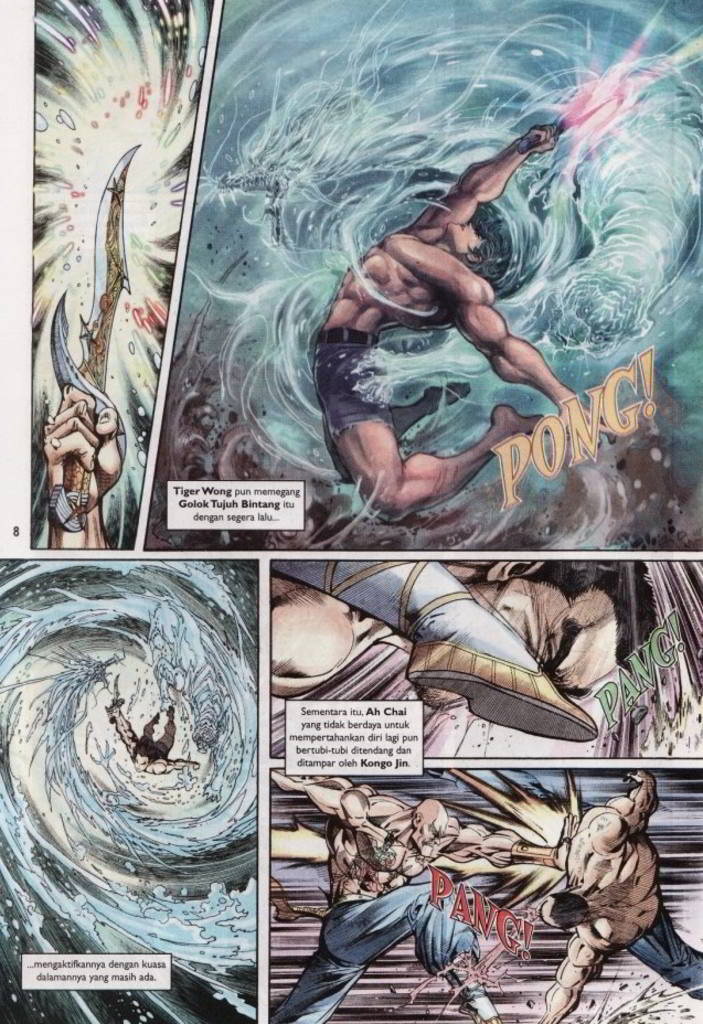 Tiger Wong pun memegang
Golok Tujuh Bintang itu
dengan segera lalu...
PONG!
8
...mengaktifkannya dengan kuasa
dalamannya yang masih ada.
PANG!
Sementara itu, Ah Chai
yang tidak berdaya untuk
mempertahankan diri lagi pun
bertubi-tubi ditendang dan
ditampar oleh Kongo Jin.
PANG!